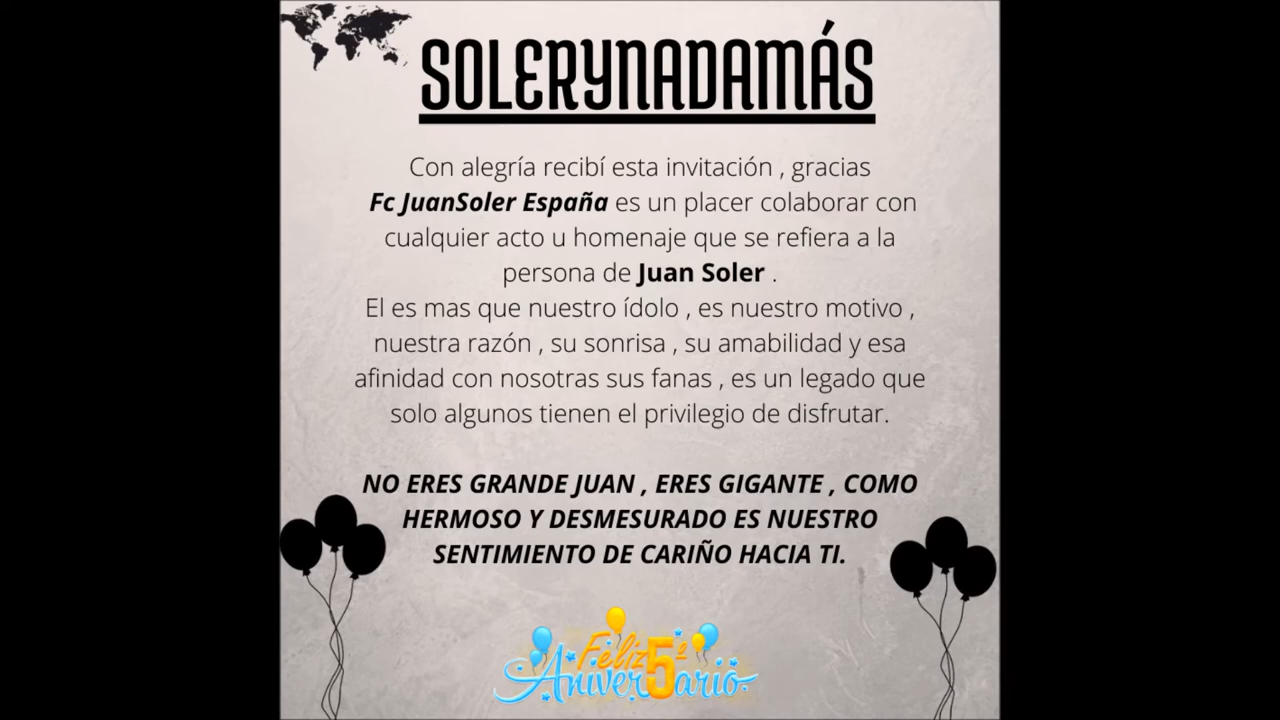 SOLERYNADAMÁS
Con alegría recibí esta invitación , gracias
Fc JuanSoler España es un placer colaborar con
cualquier acto u homenaje que se refiera a la
persona de Juan Soler .
El es mas que nuestro ídolo , es nuestro motivo ,
nuestra razón , su sonrisa , su amabilidad y esa
afinidad con nosotras sus fanas , es un legado que
solo algunos tienen el privilegio de disfrutar.
NO ERES GRANDE JUAN , ERES GIGANTE , COMO
HERMOSO Y DESMESURADO ES NUESTRO
SENTIMIENTO DE CARIÑO HACIA TI.
Feliz 5º
Aniversario